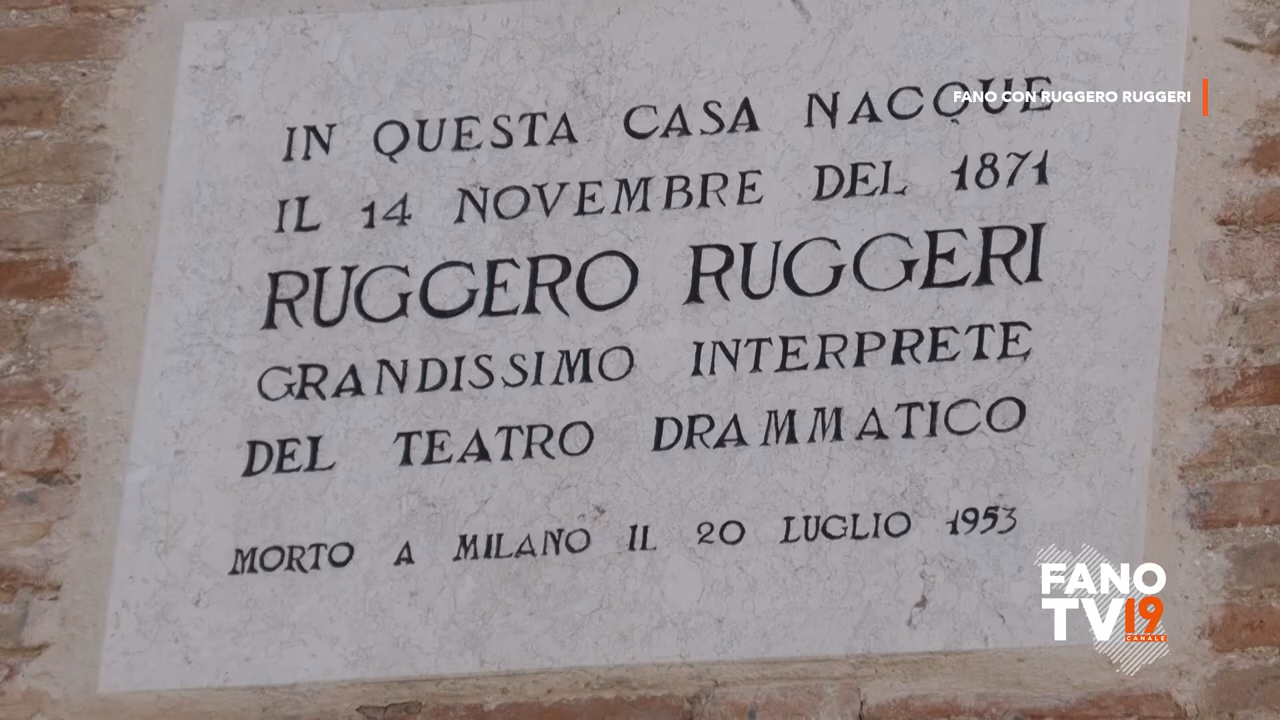 FANO CON RUGGERO RUGGERI
IN QUESTA CASA NACQUE
IL 14 NOVEMBRE DEL 1871
RUGGERO RUGGERI
GRANDISSIMO INTERPRETE
DEL TEATRO DRAMMATICO
MORTO A MILANO IL 20 LUGLIO 1953
FANO
TV19
CANALE